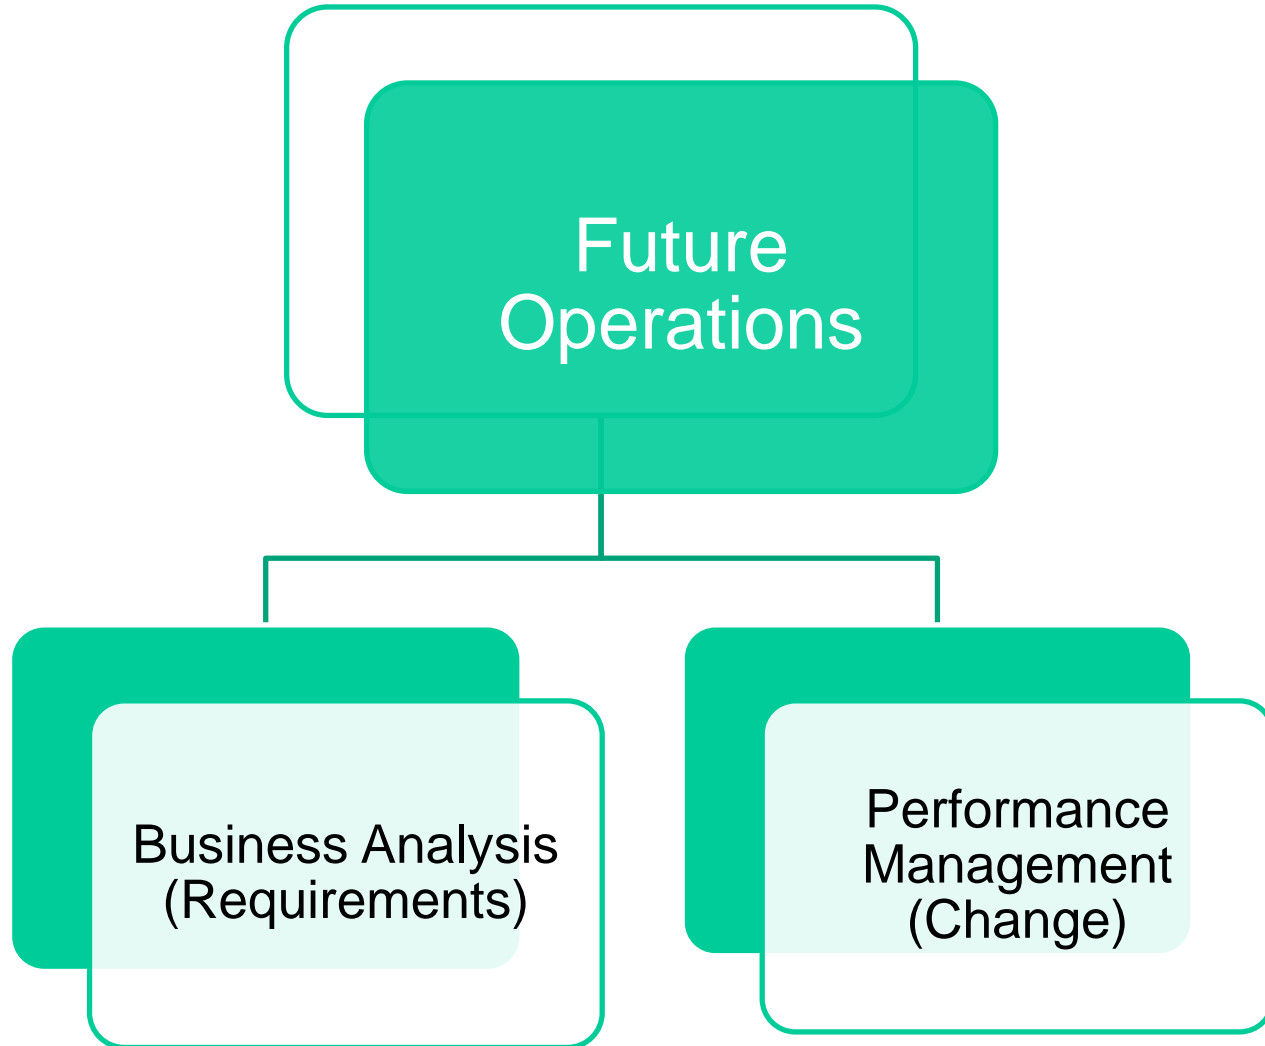 Future
Operations
Business Analysis
(Requirements)
Performance
Management
(Change)